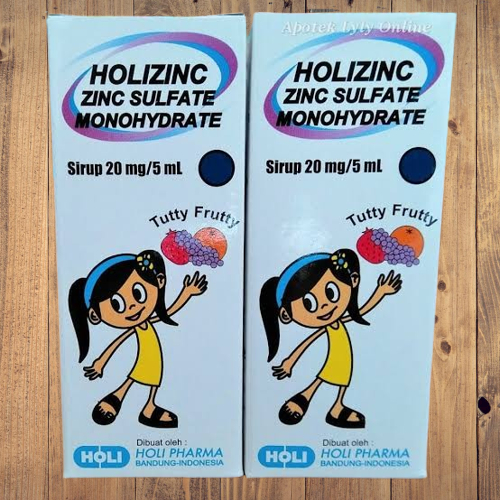 HOLIZINC
ZINC SULFATE
MONOHYDRATE
Sirup 20 mg/5 mL
Tutty Frutty
HOLI
Dibuat oleh :
HOLI PHARMA
BANDUNG-INDONESIA
Apotek Lyly Online
HOLIZINC
ZINC SULFATE
MONOHYDRATE
Sirup 20 mg/5 mL
Tutty Frutty
HOLI
Dibuat oleh :
HOLI PHARMA
BANDUNG-INDONESIA